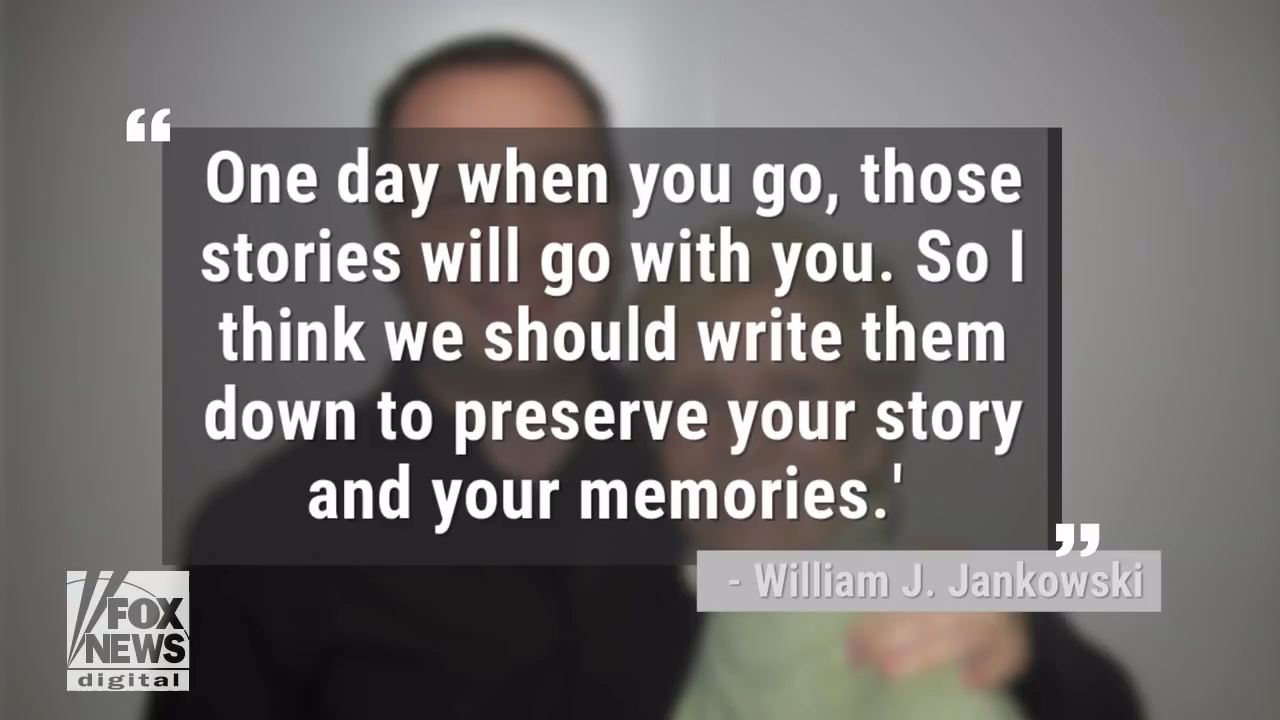 “
One day when you go, those
stories will go with you. So I
think we should write them
down to preserve your story
and your memories.'
”
- William J. Jankowski
FOX
NEWS
digital